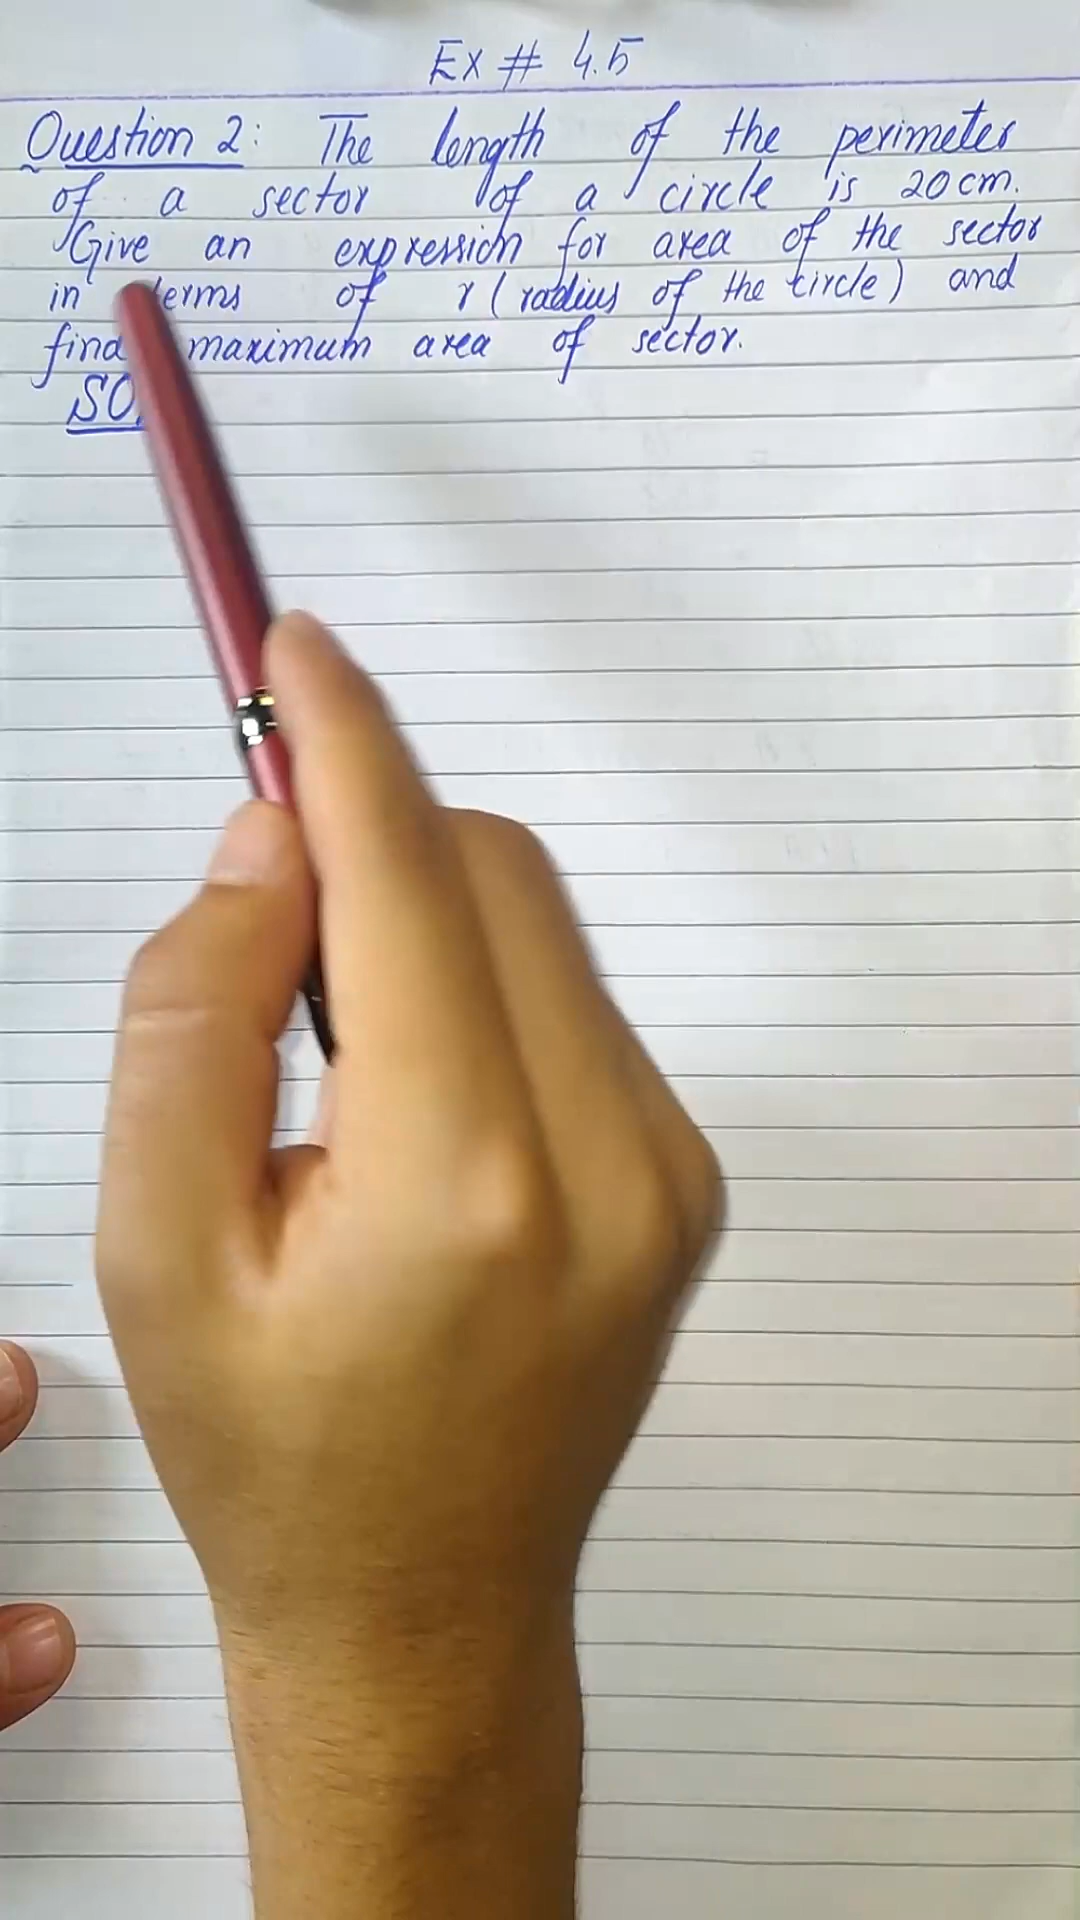 Ex # 4.5
Question 2: The length of the perimeter
of a sector of a circle is 20 cm.
Give an expression for area of the sector
in terms of r (radius of the circle) and
find maximum area of sector.
SO